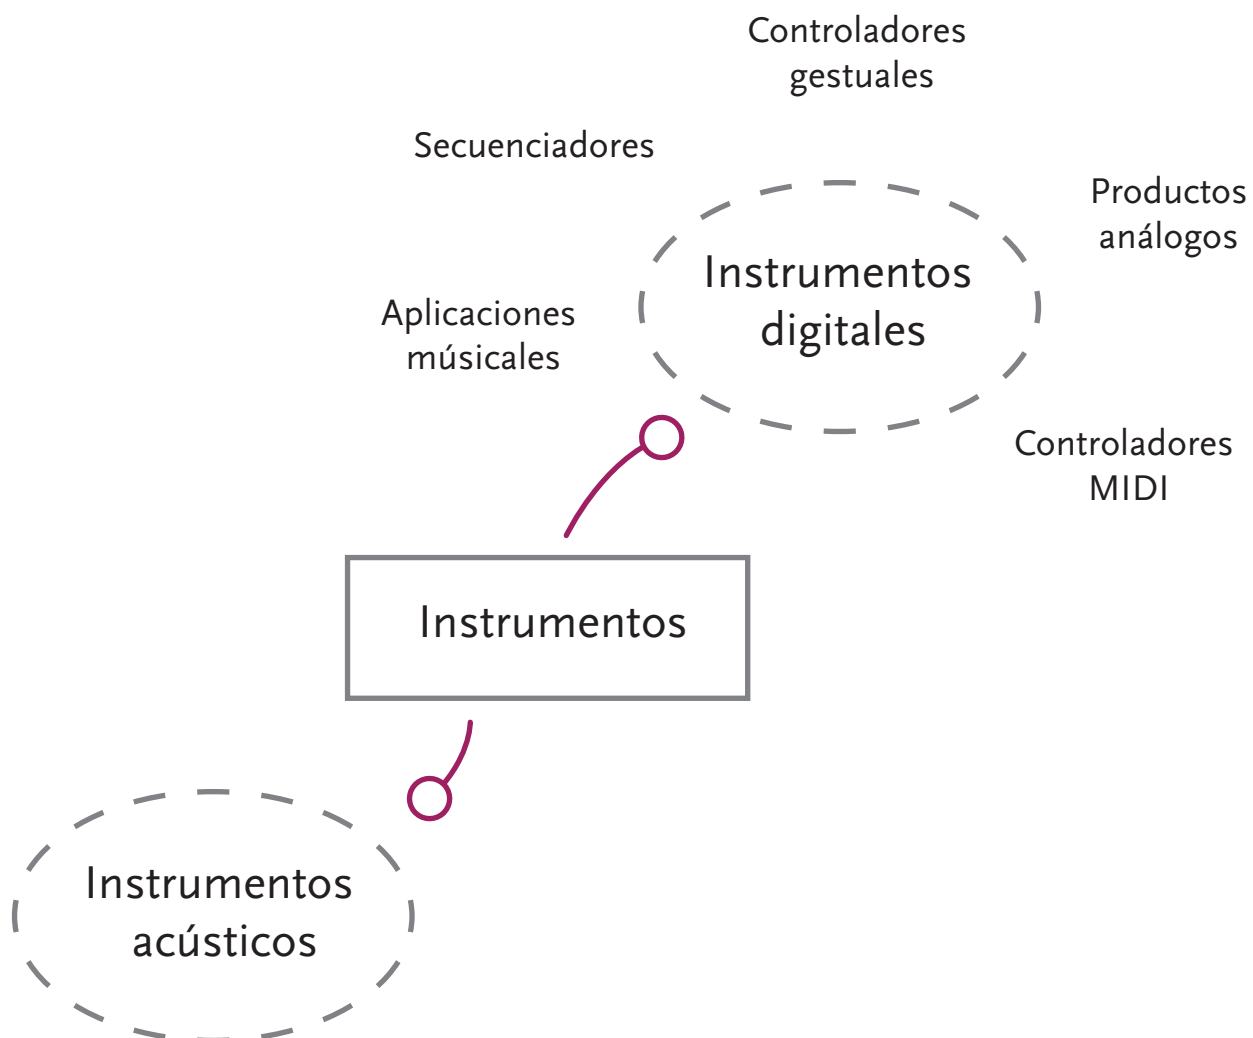 Controladores
gestuales
Secuenciadores
Productos
análogos
Instrumentos
digitales
Aplicaciones
músicales
Controladores
MIDI
Instrumentos
Instrumentos
acústicos